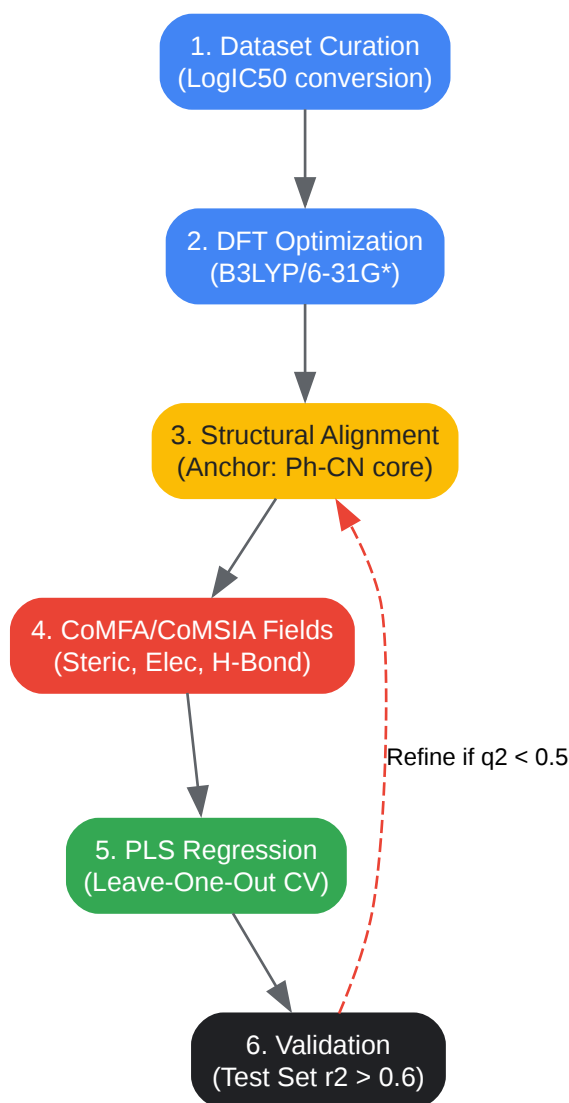 1. Dataset Curation
(LogIC50 conversion)
2. DFT Optimization
(B3LYP/6-31G*)
3. Structural Alignment
(Anchor: Ph-CN core)
4. CoMFA/CoMSIA Fields
(Steric, Elec, H-Bond)
Refine if q2 < 0.5
5. PLS Regression
(Leave-One-Out CV)
6. Validation
(Test Set r2 > 0.6)